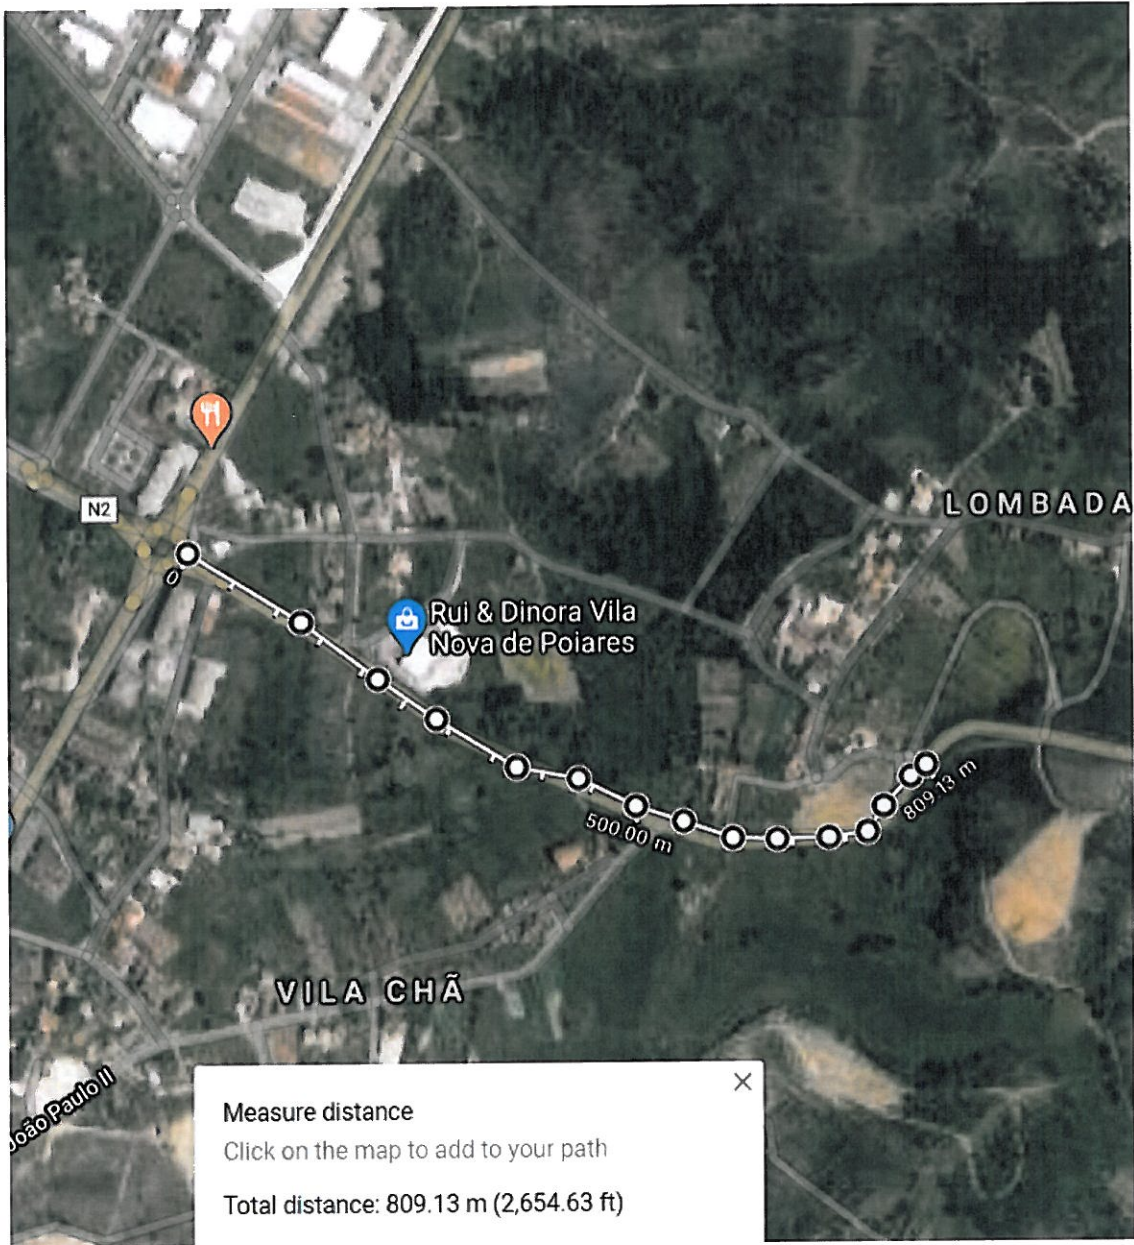 N2
LOMBADA
0
Rui & Dinora Vila
Nova de Poiares
500.00 m
809.13 m
VILA CHÃ
João Paulo II
Measure distance
Click on the map to add to your path
Total distance: 809.13 m (2,654.63 ft)